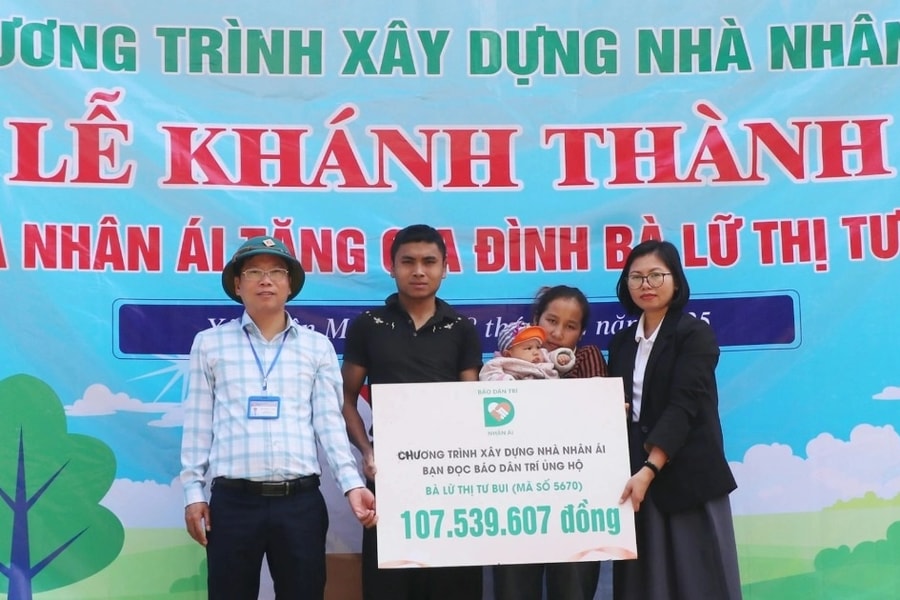 ƯƠNG TRÌNH XÂY DỰNG NHÀ NHÂN
LỄ KHÁNH THÀNH
NHÂN ÁI TẶNG GIA ĐÌNH BÀ LỮ THỊ TƯ
BÁO DÂN TRÍ
NHÂN ÁI
CHƯƠNG TRÌNH XÂY DỰNG NHÀ NHÂN ÁI
BẠN ĐỌC BÁO DÂN TRÍ ỦNG HỘ
BÀ LỪ THỊ TƯ BUI (MÃ SỐ 5670)
107.539.607 đồng